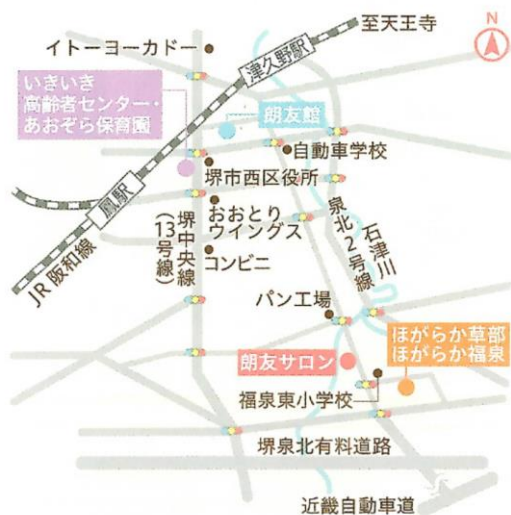 至天王寺
N
イトーヨーカドー
津久野駅
いきいき
高齢者センター・
あおぞら保育園
朗友館
自動車学校
堺市西区役所
鳳駅
おおとり
ウイングス
堺中央線
(13号線)
コンビニ
JR阪和線
石津川
泉北2号線
パン工場
ほがらか草部
ほがらか福泉
朗友サロン
福泉東小学校
堺泉北有料道路
近畿自動車道